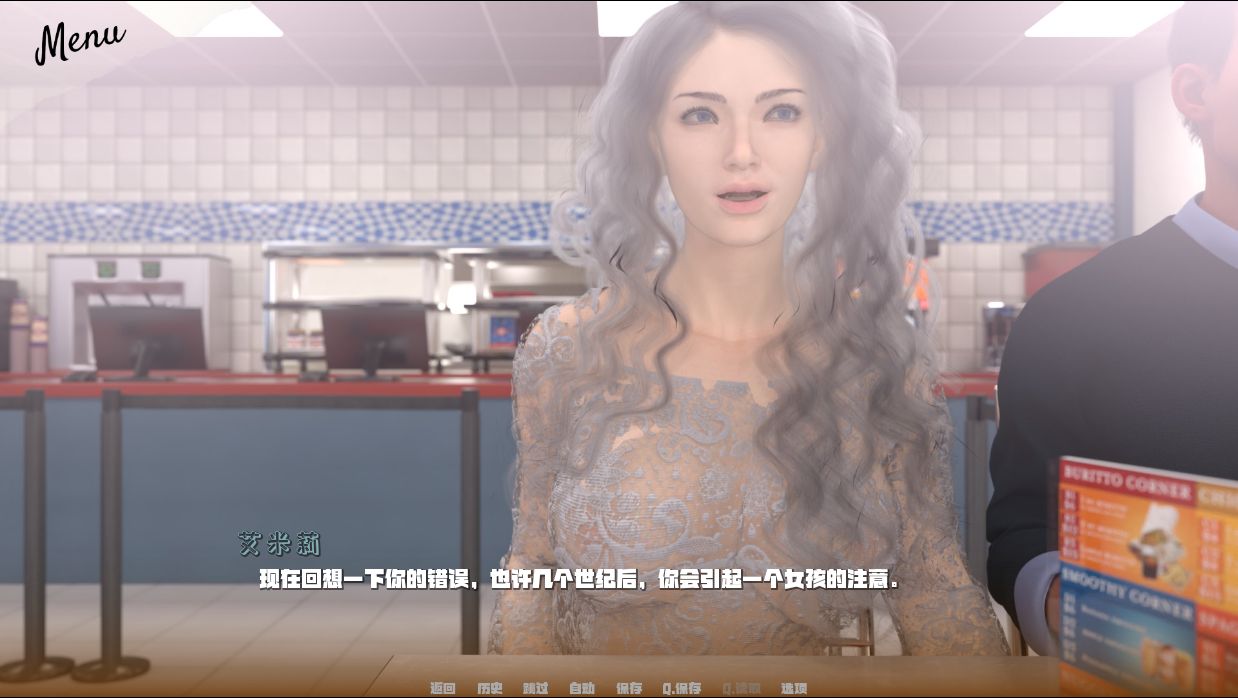 Menu
BURITTO CORNER
SMOOTHY CORNER
艾米莉
现在回想一下你的错误，也许几个世纪后，你会引起一个女孩的注意。
返回 历史 跳过 自动 保存 Q.保存 Q.读取 选项